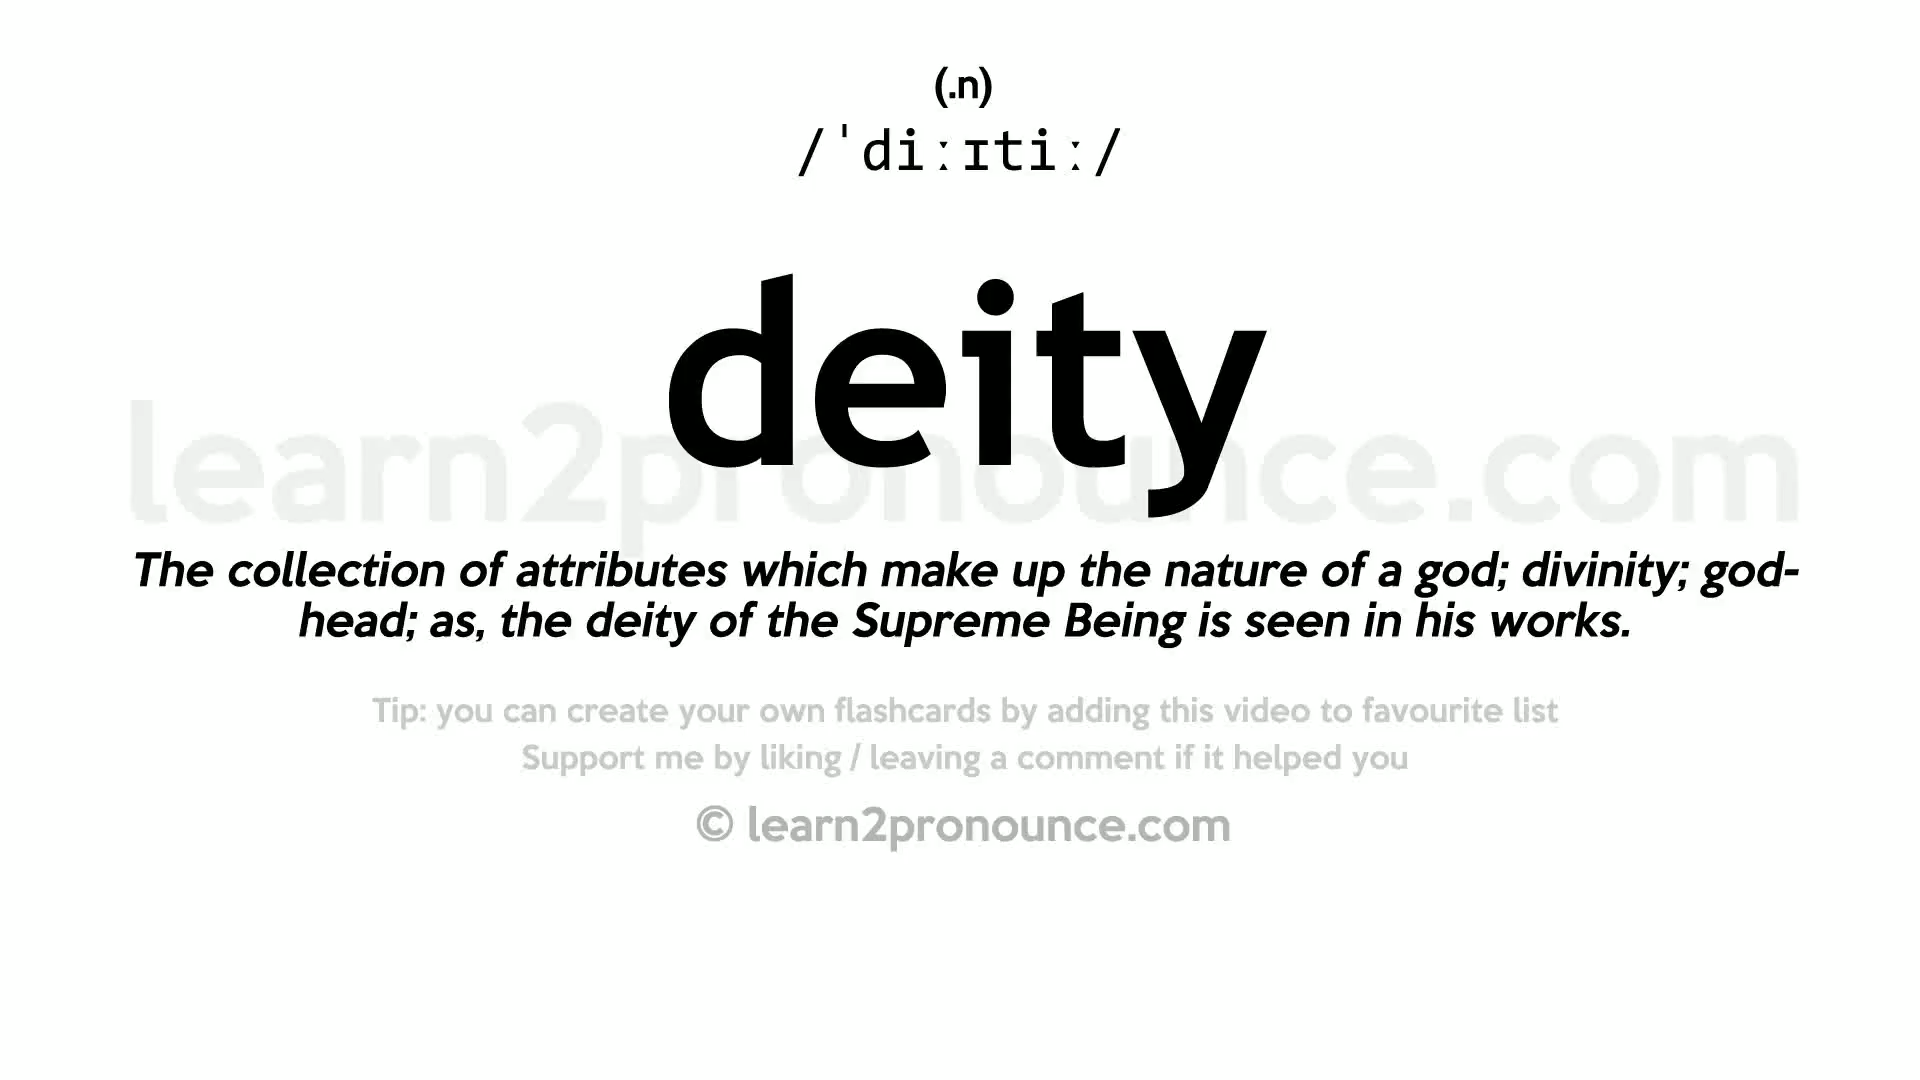 (.n)
/ˈdiːɪtiː/
deity
learn2pronounce.com
The collection of attributes which make up the nature of a god; divinity; god-
head; as, the deity of the Supreme Being is seen in his works.
Tip: you can create your own flashcards by adding this video to favourite list
Support me by liking / leaving a comment if it helped you
© learn2pronounce.com